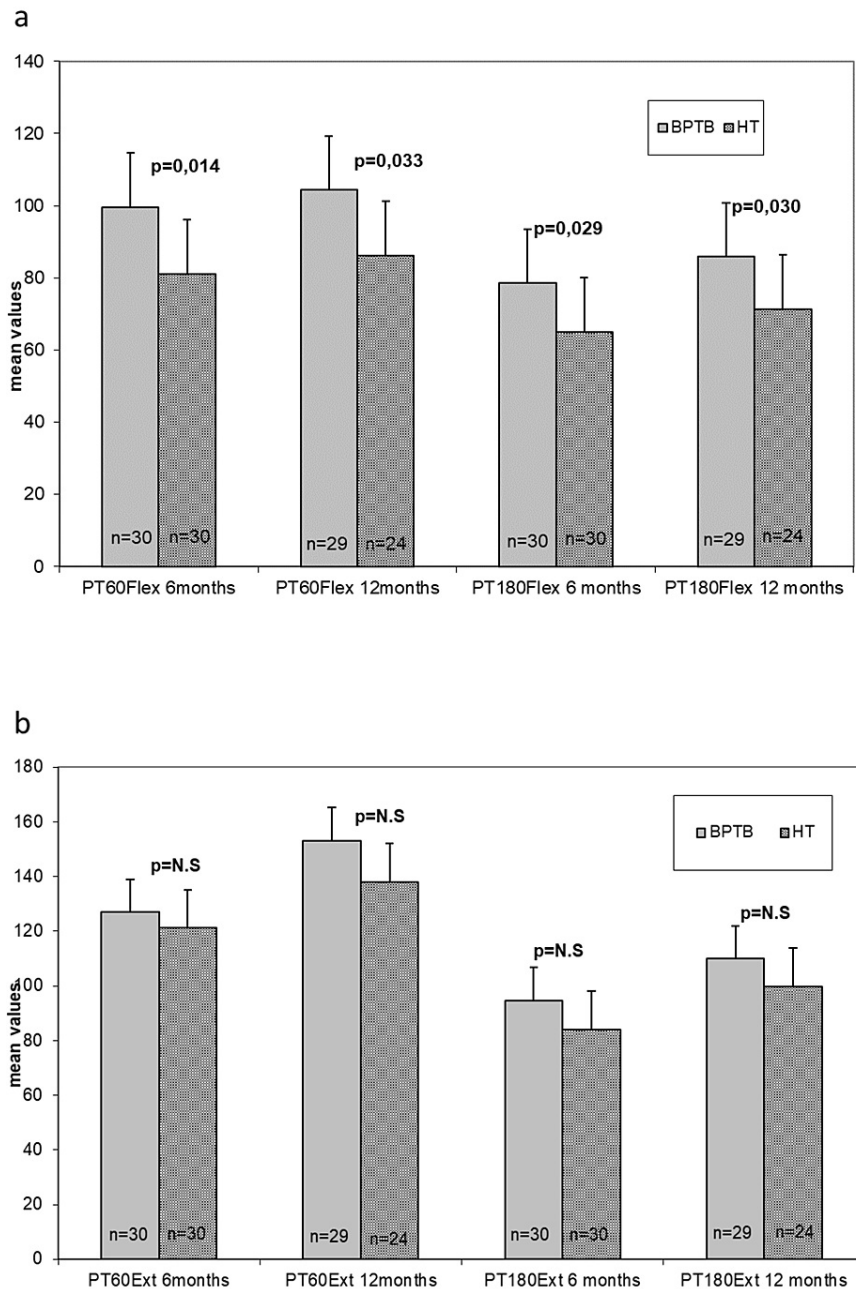 a
140
120
100
80
60
40
20
0
mean values
BPTB HT
p=0,014
p=0,033
p=0,029
p=0,030
n=30 n=30 n=29 n=24 n=30 n=30 n=29 n=24
PT60Flex 6months PT60Flex 12months PT180Flex 6 months PT180Flex 12 months
b
180
160
140
120
100
80
60
40
20
0
mean values
BPTB HT
p=N.S
p=N.S
p=N.S
p=N.S
n=30 n=30 n=29 n=24 n=30 n=30 n=29 n=24
PT60Ext 6months PT60Ext 12months PT180Ext 6 months PT180Ext 12 months